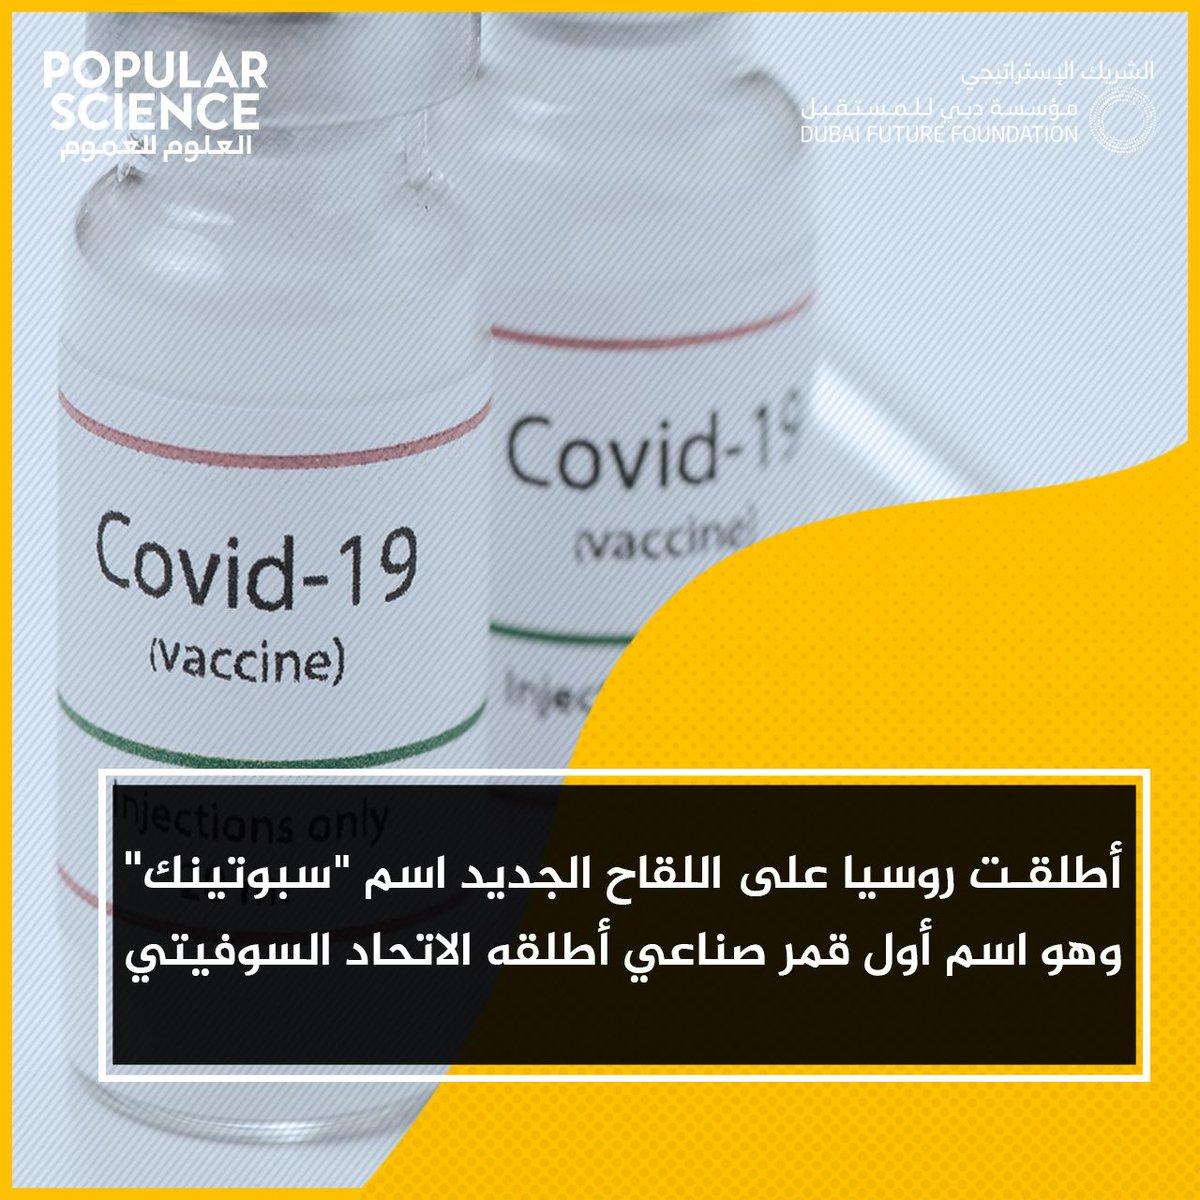 POPULAR
SCIENCE
العلوم للعموم
الشريك الإستراتيجي
مؤسسة دبي للمستقبل
DUBAI FUTURE FOUNDATION
Covid-19
(vaccine)
Injections only
Covid-19
(vaccine)
أطلقت روسيا على اللقاح الجديد اسم "سبوتينك"
وهو اسم أول قمر صناعي أطلقه الاتحاد السوفيتي